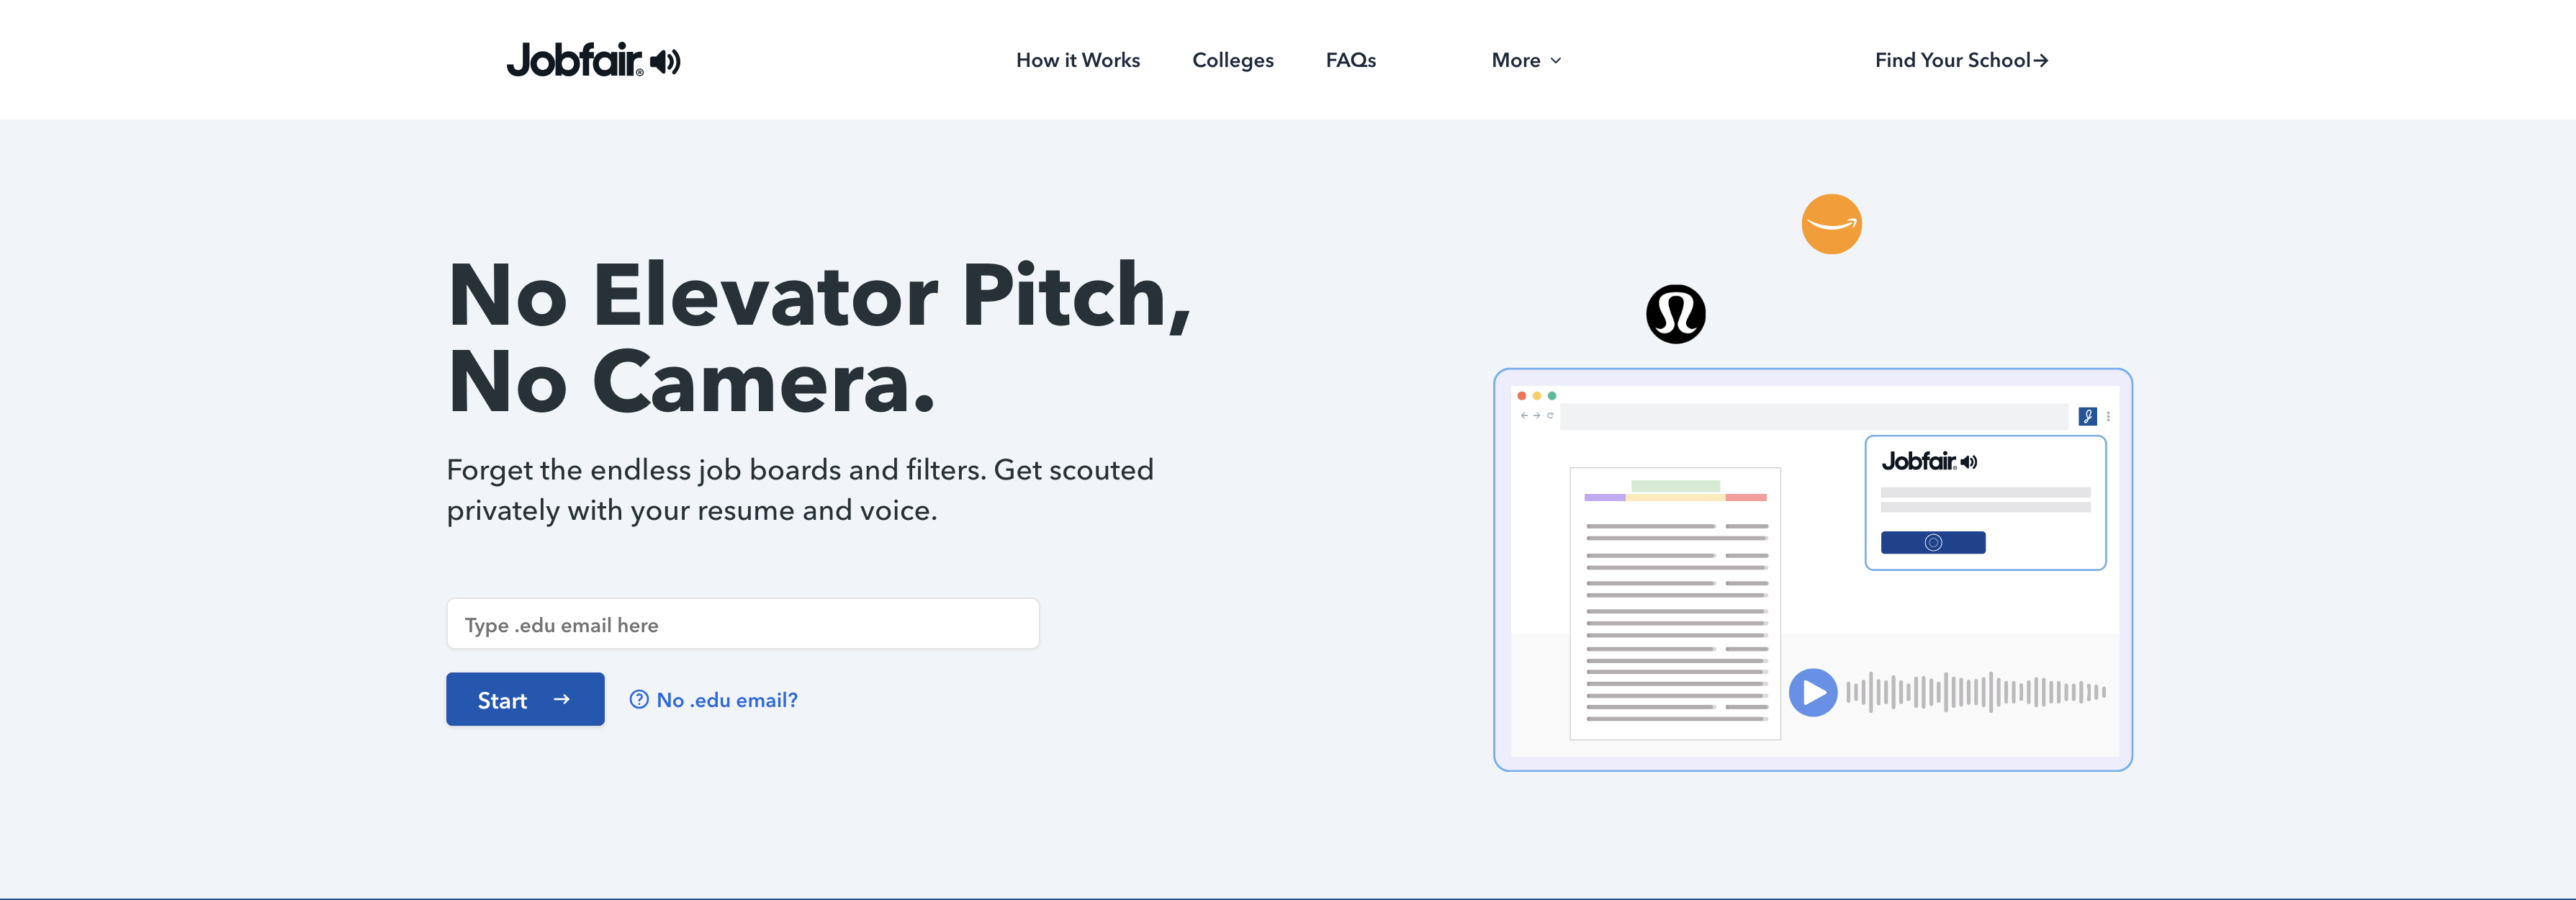 Jobfair®
How it Works
Colleges
FAQs
More
Find Your School→
No Elevator Pitch,
No Camera.
Forget the endless job boards and filters. Get scouted
privately with your resume and voice.
Type .edu email here
Start →
No .edu email?
Jobfair®